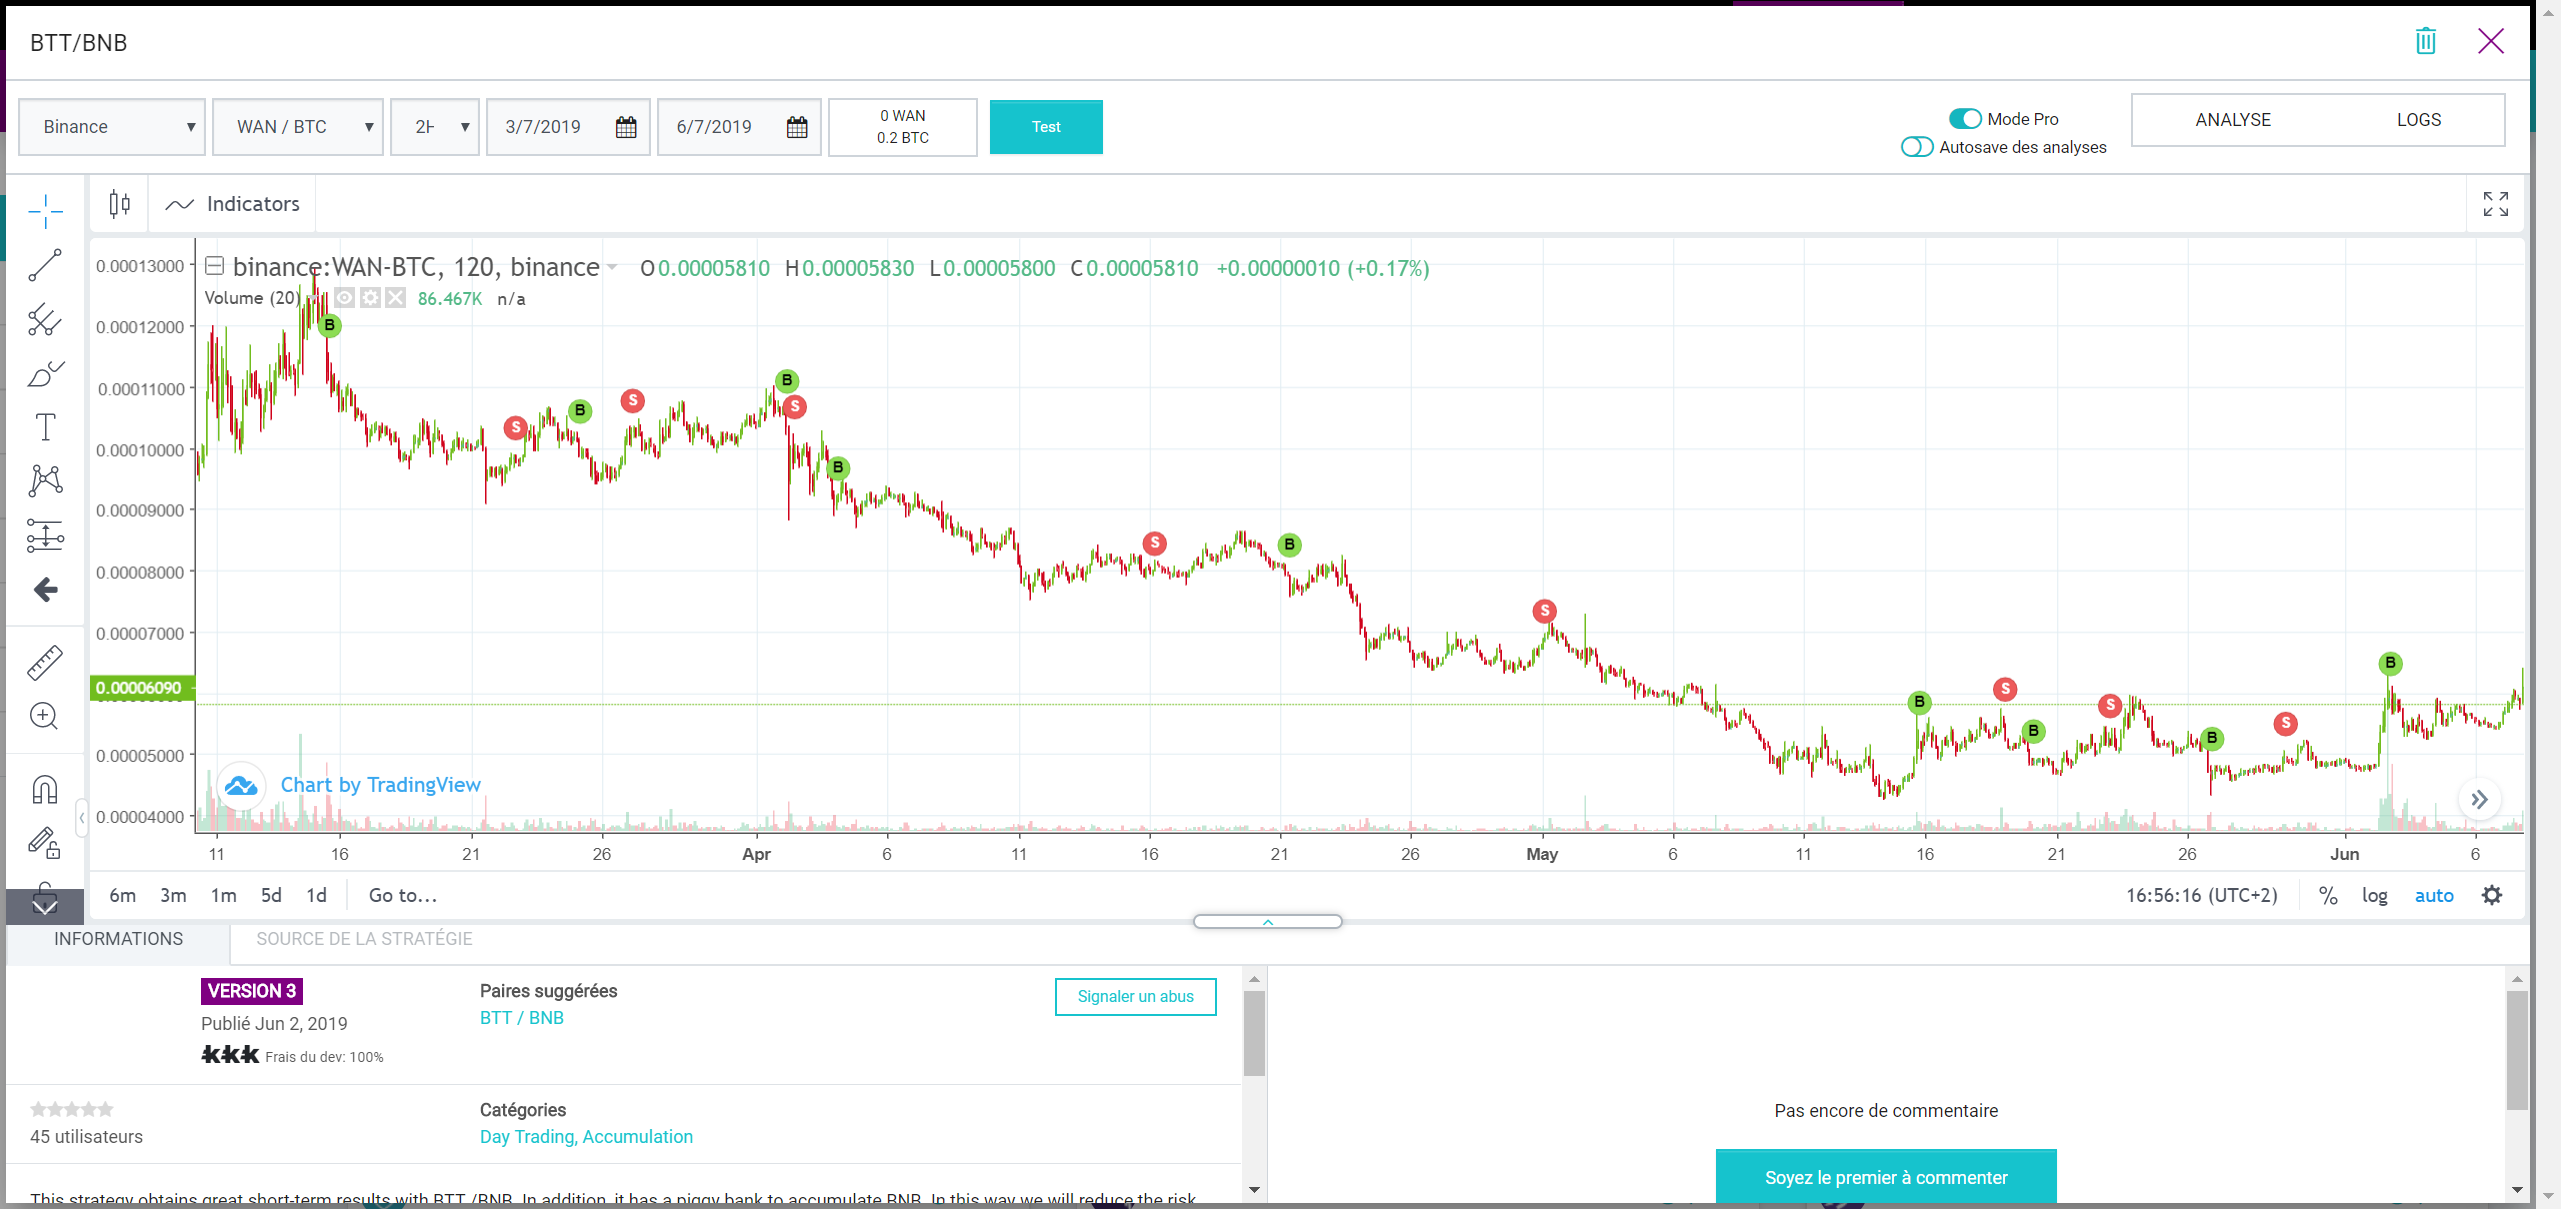 BTT/BNB
Binance
WAN / BTC
2H
3/7/2019
6/7/2019
0 WAN
0.2 BTC
Test
Mode Pro
Autosave des analyses
ANALYSE
LOGS
Indicators
binance:WAN-BTC, 120, binance
O0.00005810 H0.00005830 L0.00005800 C0.00005810 +0.00000010 (+0.17%)
Volume (20)
86.467K n/a
0.00013000
0.00012000
0.00011000
0.00010000
0.00009000
0.00008000
0.00007000
0.00006090
0.00005000
0.00004000
B
S
B
S
B
S
B
S
B
S
B
S
B
S
B
S
B
Chart by TradingView
11 16 21 26 Apr 6 11 16 21 26 May 6 11 16 21 26 Jun 6
6m 3m 1m 5d 1d Go to...
16:56:16 (UTC+2) % log auto
INFORMATIONS
SOURCE DE LA STRATÉGIE
VERSION 3
Publié Jun 2, 2019
Frais du dev: 100%
Paires suggérées
BTT / BNB
Signaler un abus
45 utilisateurs
Catégories
Day Trading, Accumulation
This strategy obtains great short-term results with BTT /BNB. In addition, it has a piggy bank to accumulate BNB. In this way we will reduce the risk
Pas encore de commentaire
Soyez le premier à commenter